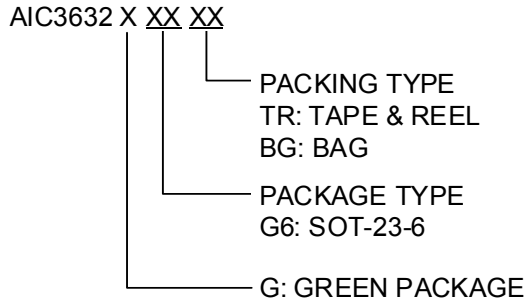 AIC3632 X XX XX
PACKING TYPE
TR: TAPE & REEL
BG: BAG
PACKAGE TYPE
G6: SOT-23-6
G: GREEN PACKAGE